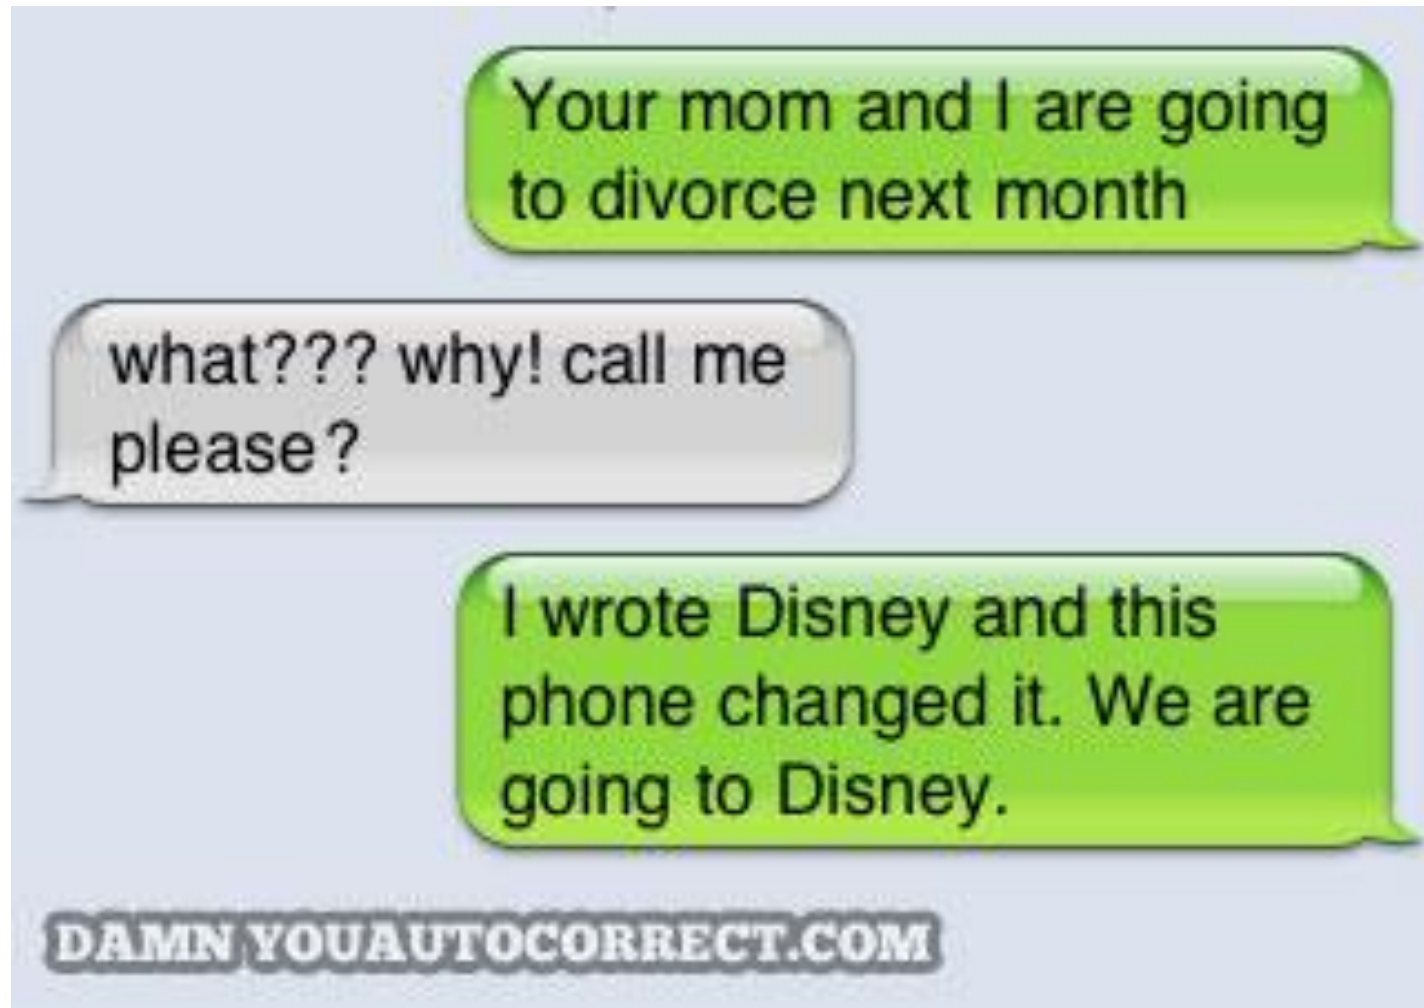 Your mom and I are going
to divorce next month
what??? why! call me
please?
I wrote Disney and this
phone changed it. We are
going to Disney.
DAMN YOUAUTOCORRECT.COM